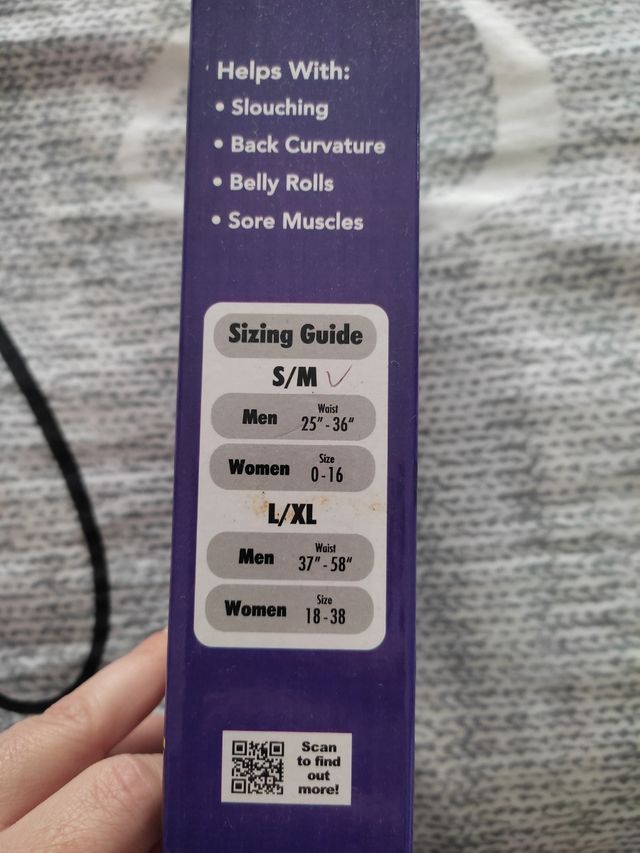 Helps With:
• Slouching
• Back Curvature
• Belly Rolls
• Sore Muscles
Sizing Guide
S/M ✓
Men Waist 25"-36"
Women Size 0-16
L/XL
Men Waist 37"-58"
Women Size 18-38
Scan
to find
out
more!